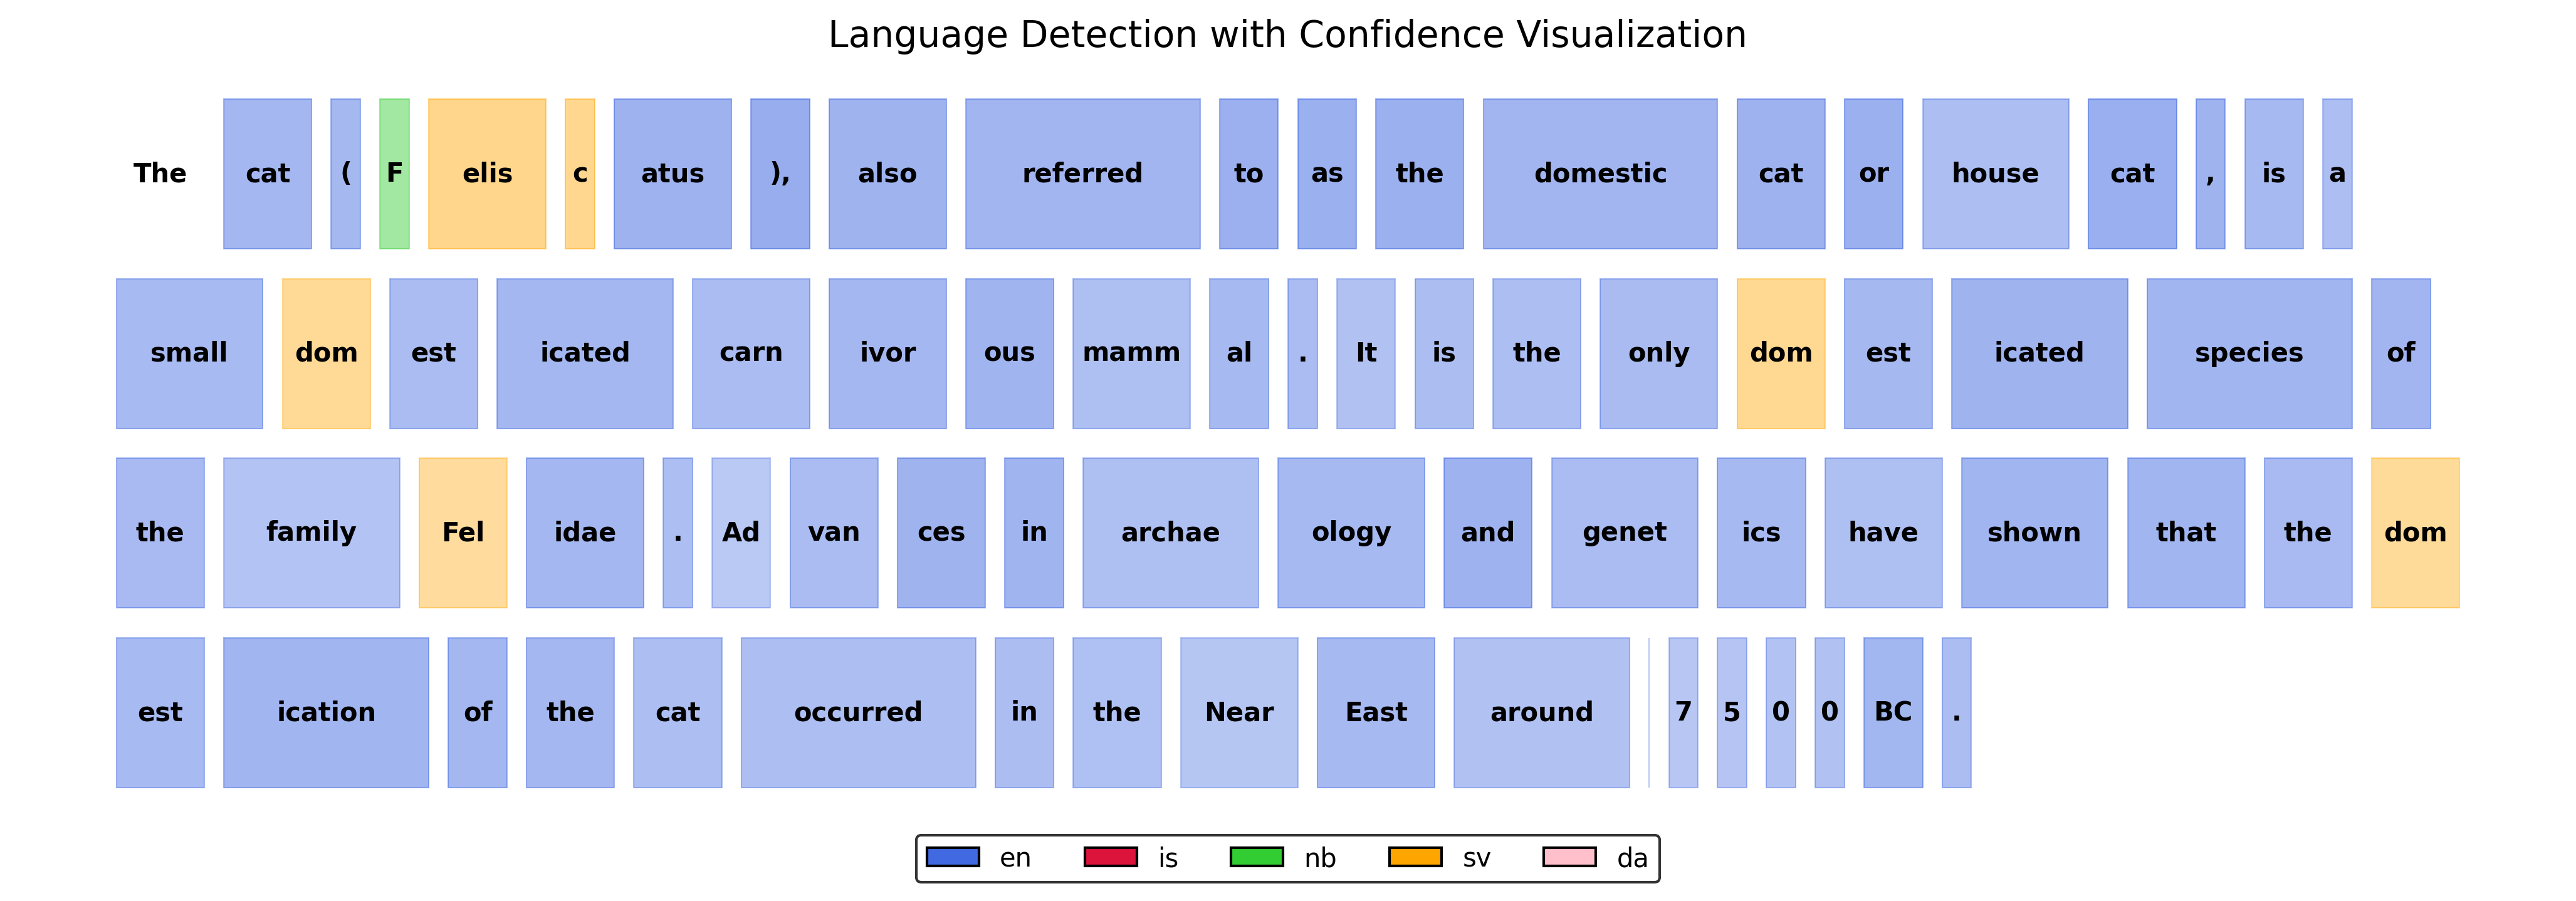 Language Detection with Confidence Visualization
The cat ( F elis c atus ), also referred to as the domestic cat or house cat , is a
small dom est icated carn ivor ous mamm al . It is the only dom est icated species of
the family Fel idae . Ad van ces in archae ology and genet ics have shown that the dom
est ication of the cat occurred in the Near East around 7 5 0 0 BC .
en is nb sv da